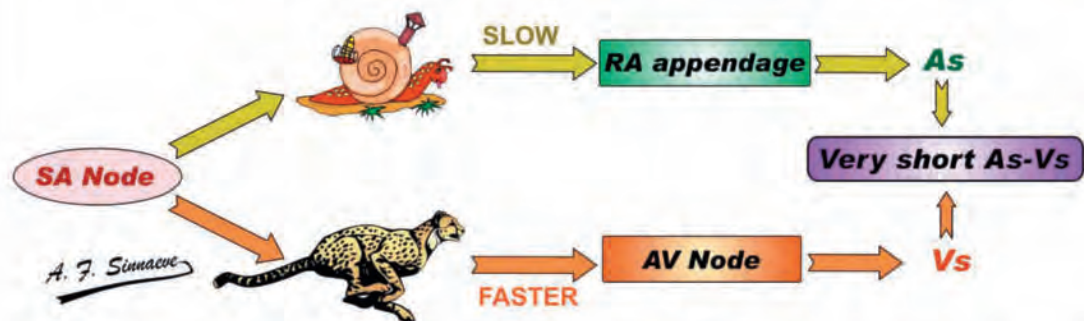 SLOW
RA appendage
As
SA Node
Very short As-Vs
A. F. Sinnaeve
FASTER
AV Node
Vs